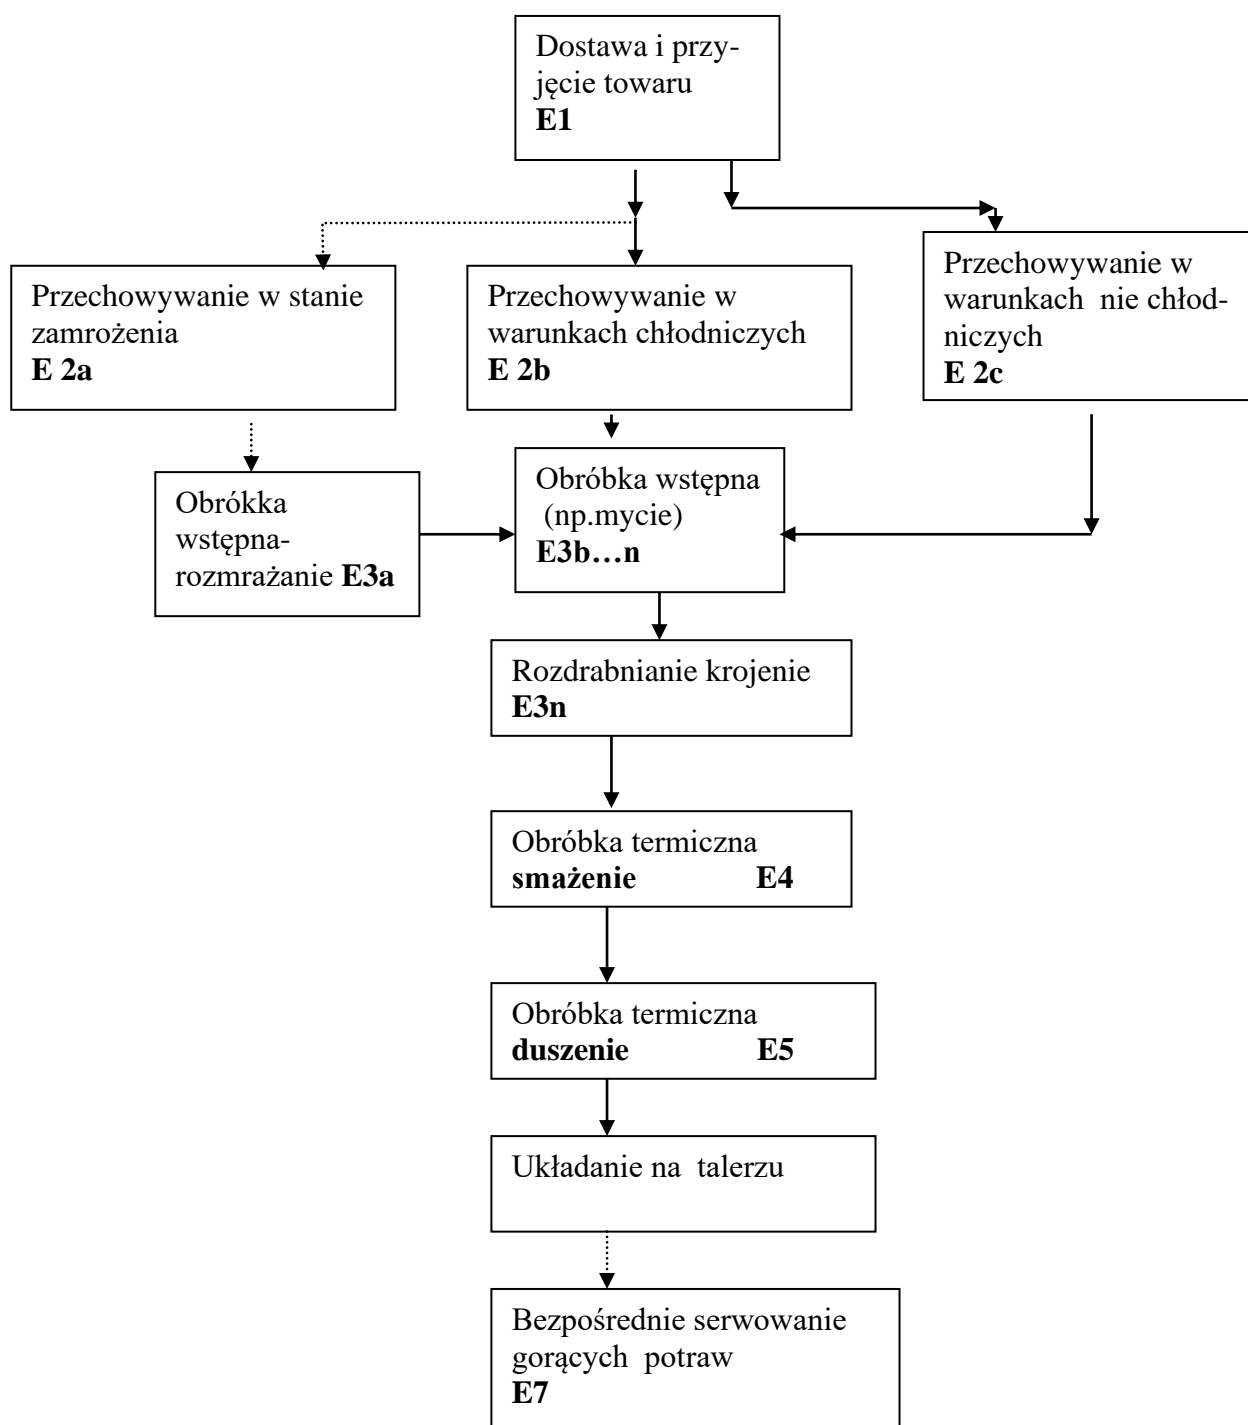 Dostawa i przy-
jęcie towaru
E1
Przechowywanie w stanie
zamrożenia
E 2a
Przechowywanie w
warunkach chłodniczych
E 2b
Przechowywanie w
warunkach nie chłod-
niczych
E 2c
Obrókka
wstępna-
rozmrażanie E3a
Obróbka wstępna
(np.mycie)
E3b…n
Rozdrabnianie krojenie
E3n
Obróbka termiczna
smażenie E4
Obróbka termiczna
duszenie E5
Układanie na talerzu
Bezpośrednie serwowanie
gorących potraw
E7